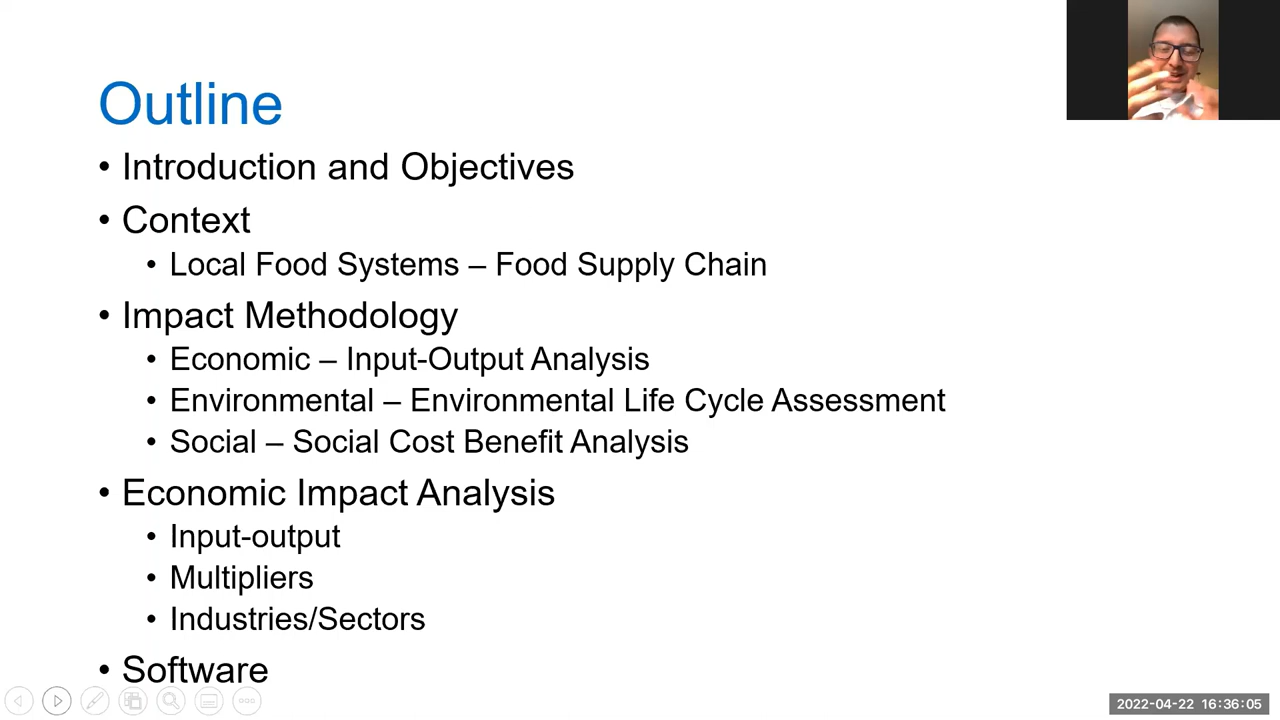 Outline
• Introduction and Objectives
• Context
• Local Food Systems – Food Supply Chain
• Impact Methodology
• Economic – Input-Output Analysis
• Environmental – Environmental Life Cycle Assessment
• Social – Social Cost Benefit Analysis
• Economic Impact Analysis
• Input-output
• Multipliers
• Industries/Sectors
• Software
2022-04-22 16:36:05